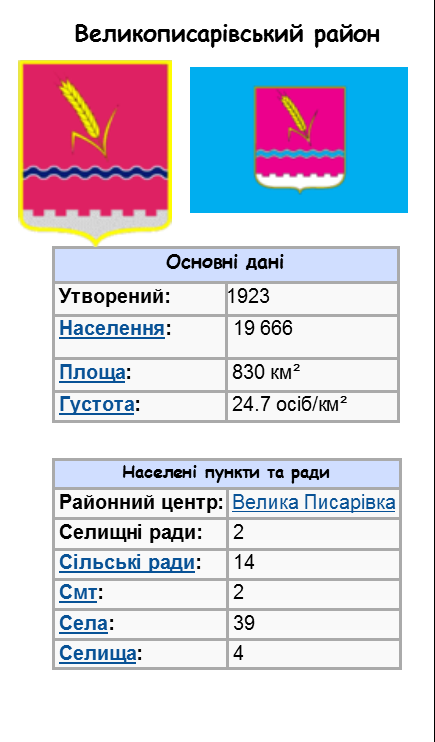 Великописарівський район
Основні дані
Утворений: 1923
Населення: 19 666
Площа: 830 км²
Густота: 24.7 осіб/км²
Населені пункти та ради
Районний центр: Велика Писарівка
Селищні ради: 2
Сільські ради: 14
Смт: 2
Села: 39
Селища: 4